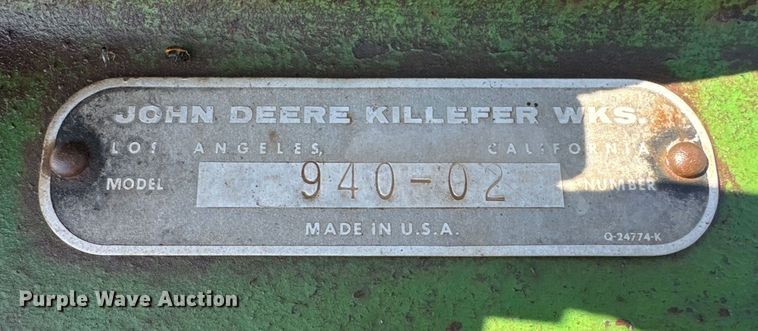 JOHN DEERE KILLEFER WKS.
LOS ANGELES, CALIFORNIA
MODEL 940-02 NUMBER
MADE IN U.S.A.
Q-24774-K
Purple Wave Auction